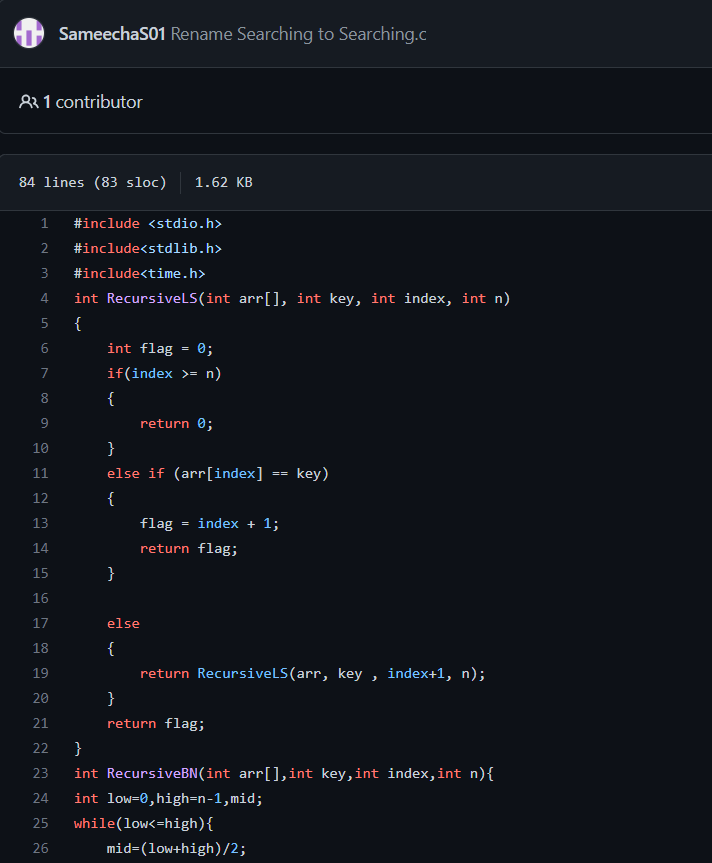 SameechaS01 Rename Searching to Searching.c
1 contributor
84 lines (83 sloc) 1.62 KB
1 #include <stdio.h>
2 #include<stdlib.h>
3 #include<time.h>
4 int RecursiveLS(int arr[], int key, int index, int n)
5 {
6     int flag = 0;
7     if(index >= n)
8     {
9         return 0;
10     }
11     else if (arr[index] == key)
12     {
13         flag = index + 1;
14         return flag;
15     }
16
17     else
18     {
19         return RecursiveLS(arr, key , index+1, n);
20     }
21     return flag;
22 }
23 int RecursiveBN(int arr[],int key,int index,int n){
24 int low=0,high=n-1,mid;
25 while(low<=high){
26     mid=(low+high)/2;